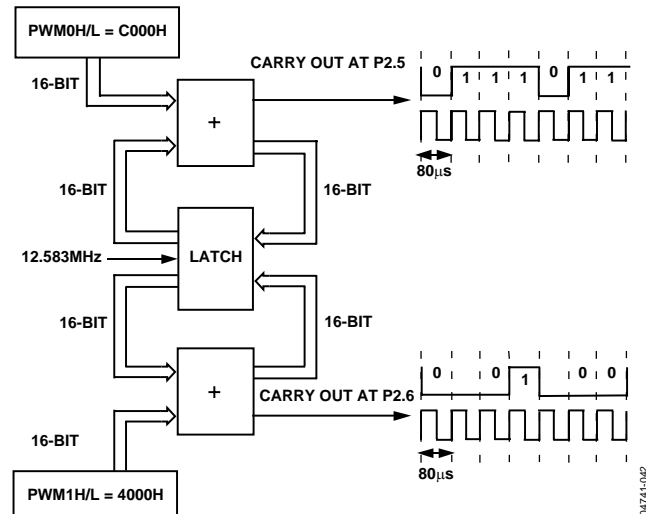 PWM0H/L = C000H
16-BIT
CARRY OUT AT P2.5
0 1 1 1 0 1 1
+
80μs
16-BIT
16-BIT
12.583MHz
LATCH
16-BIT
16-BIT
0 0 1 0 0
+
CARRY OUT AT P2.6
16-BIT
80μs
PWM1H/L = 4000H
04741-042